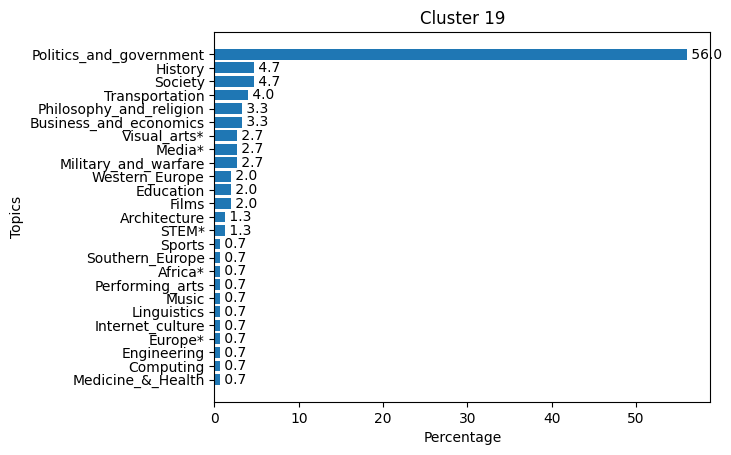 Cluster 19
Politics_and_government 56.0
History 4.7
Society 4.7
Transportation 4.0
Philosophy_and_religion 3.3
Business_and_economics 3.3
Visual_arts* 2.7
Media* 2.7
Military_and_warfare 2.7
Western_Europe 2.0
Education 2.0
Films 2.0
Architecture 1.3
STEM* 1.3
Sports 0.7
Southern_Europe 0.7
Africa* 0.7
Performing_arts 0.7
Music 0.7
Linguistics 0.7
Internet_culture 0.7
Europe* 0.7
Engineering 0.7
Computing 0.7
Medicine_&_Health 0.7
Topics
0 10 20 30 40 50
Percentage